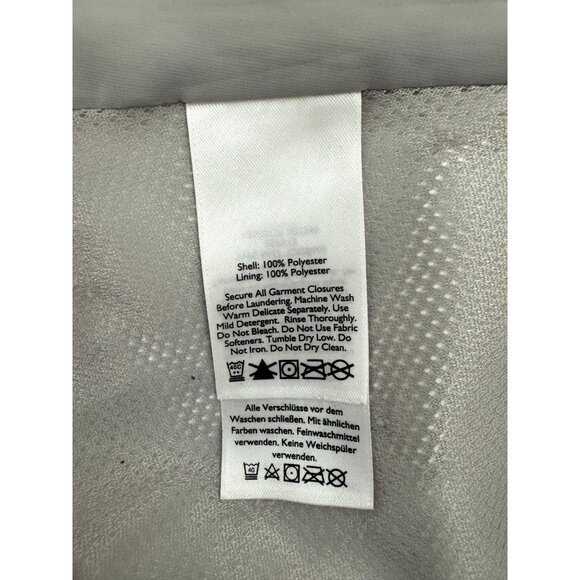 Shell: 100% Polyester
Lining: 100% Polyester
Secure All Garment Closures
Before Laundering. Machine Wash
Warm Delicate Separately. Use
Mild Detergent. Rinse Thoroughly.
Do Not Bleach. Do Not Use Fabric
Softeners. Tumble Dry Low. Do
Not Iron. Do Not Dry Clean.
40C
Alle Verschlüsse vor dem
Waschen schließen. Mit ähnlichen
Farben waschen. Feinwaschmittel
verwenden. Keine Weichspüler
verwenden.
40